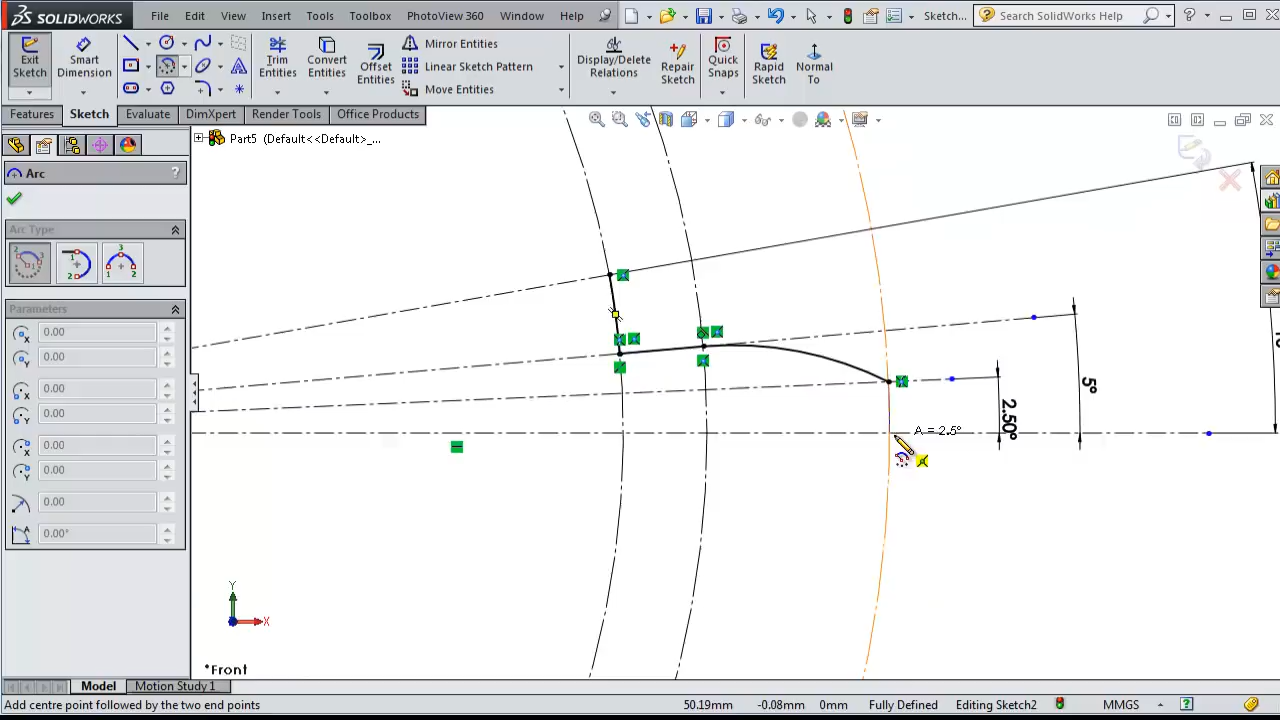 SOLIDWORKS File Edit View Insert Tools Toolbox PhotoView 360 Window Help Sketch... Search SolidWorks Help
Exit Sketch
Smart Dimension
Trim Entities
Convert Entities
Offset Entities
Mirror Entities
Linear Sketch Pattern
Move Entities
Display/Delete Relations
Repair Sketch
Quick Snaps
Rapid Sketch
Normal To
Features Sketch Evaluate DimXpert Render Tools Office Products
Part5 (Default<<Default>_...
Arc ?
Arc Type
Parameters
0.00
0.00
0.00
0.00
0.00
0.00
0.00
0.00°
5°
2.50°
A = 2.5°
Y
X
*Front
Model Motion Study 1
Add centre point followed by the two end points 50.19mm -0.08mm 0mm Fully Defined Editing Sketch2 MMGS